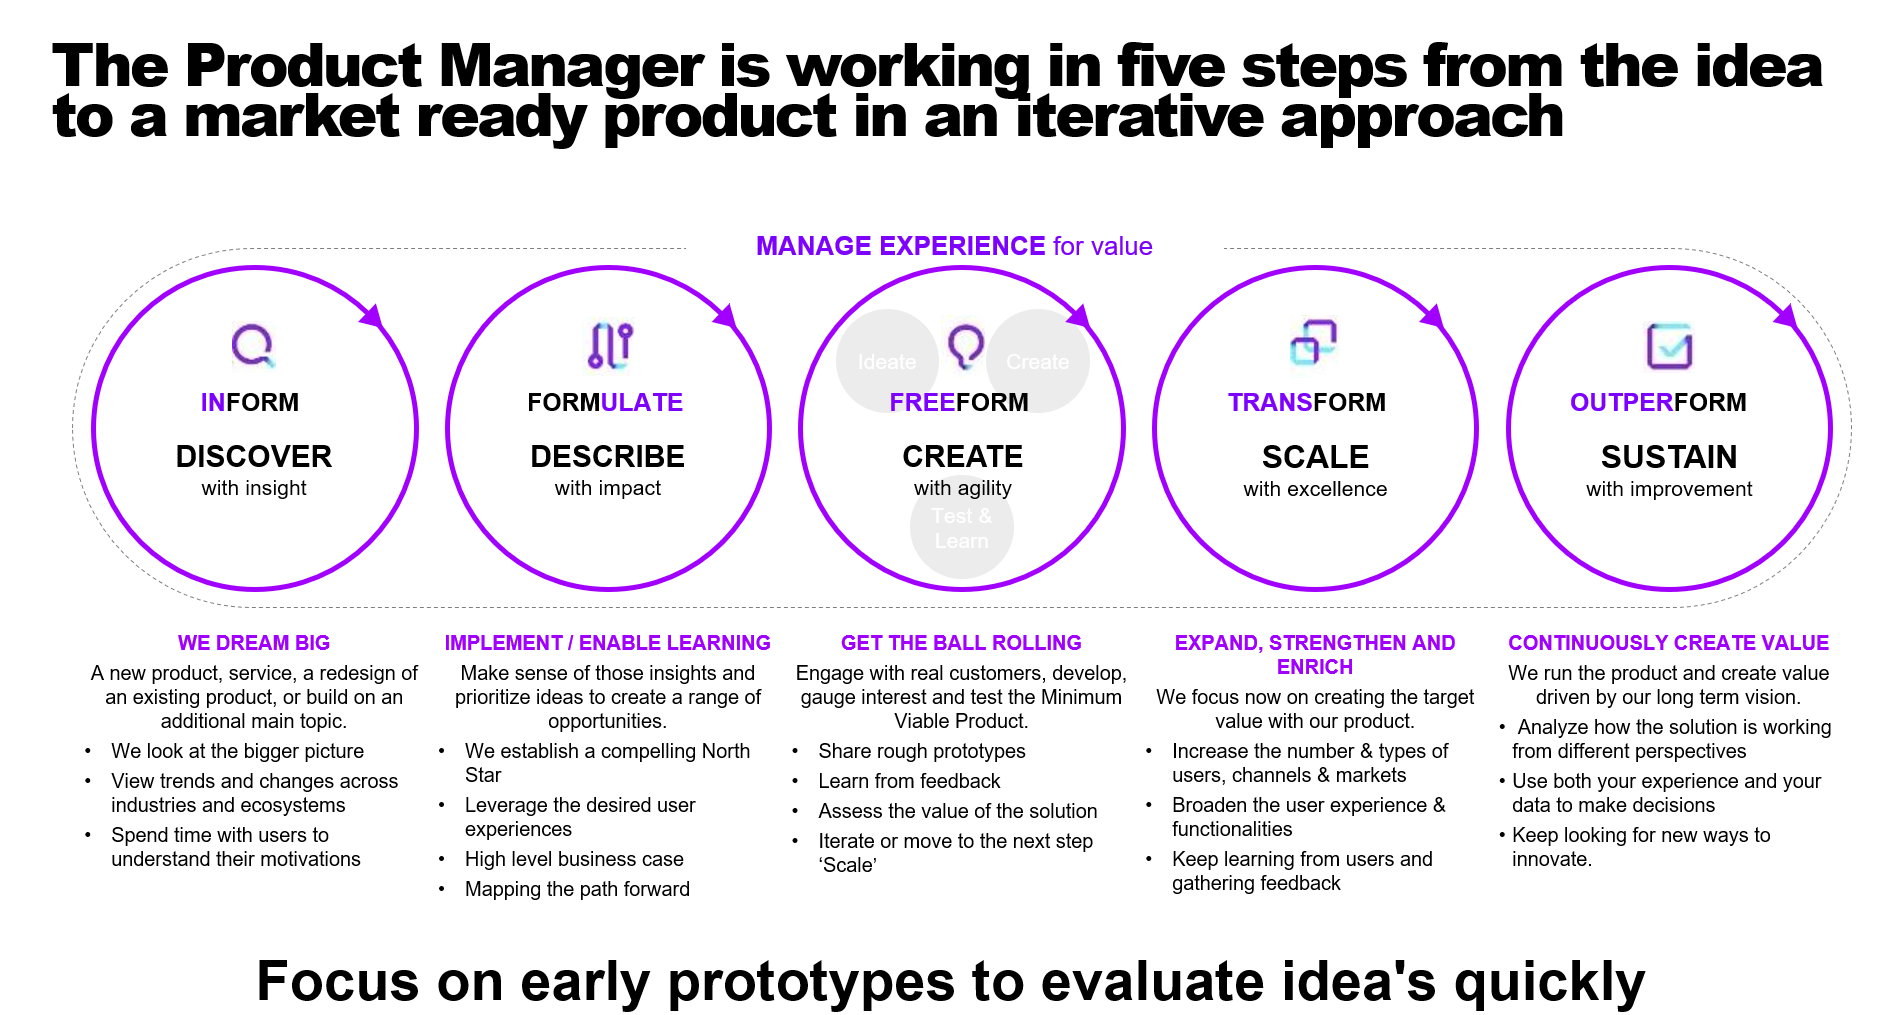 The Product Manager is working in five steps from the idea
to a market ready product in an iterative approach
MANAGE EXPERIENCE for value
INFORM
DISCOVER
with insight
FORMULATE
DESCRIBE
with impact
Ideate
Create
FREEFORM
CREATE
with agility
Test &
Learn
TRANSFORM
SCALE
with excellence
OUTPERFORM
SUSTAIN
with improvement
WE DREAM BIG
A new product, service, a redesign of
an existing product, or build on an
additional main topic.
• We look at the bigger picture
• View trends and changes across
industries and ecosystems
• Spend time with users to
understand their motivations
IMPLEMENT / ENABLE LEARNING
Make sense of those insights and
prioritize ideas to create a range of
opportunities.
• We establish a compelling North
Star
• Leverage the desired user
experiences
• High level business case
• Mapping the path forward
GET THE BALL ROLLING
Engage with real customers, develop,
gauge interest and test the Minimum
Viable Product.
• Share rough prototypes
• Learn from feedback
• Assess the value of the solution
• Iterate or move to the next step
‘Scale’
EXPAND, STRENGTHEN AND
ENRICH
We focus now on creating the target
value with our product.
• Increase the number & types of
users, channels & markets
• Broaden the user experience &
functionalities
• Keep learning from users and
gathering feedback
CONTINUOUSLY CREATE VALUE
We run the product and create value
driven by our long term vision.
• Analyze how the solution is working
from different perspectives
• Use both your experience and your
data to make decisions
• Keep looking for new ways to
innovate.
Focus on early prototypes to evaluate idea's quickly